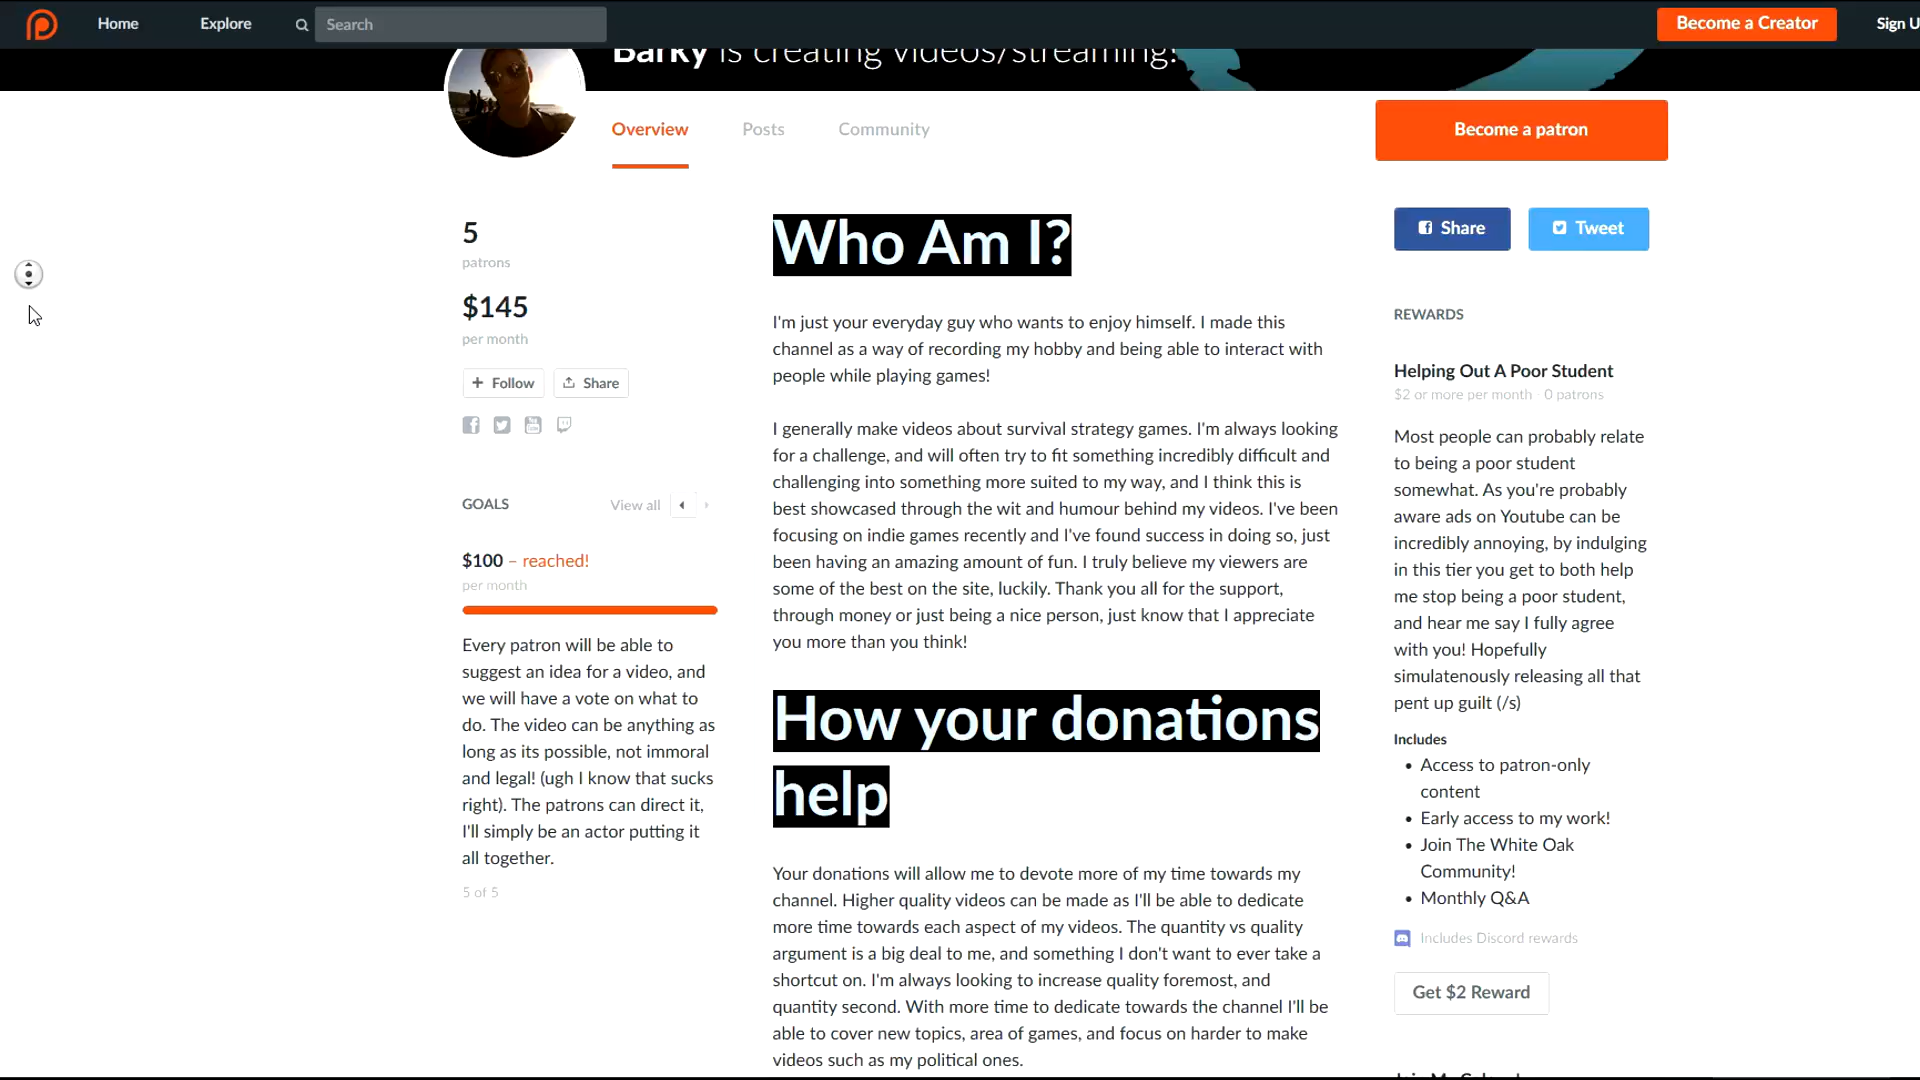 Home
Explore
Search
Become a Creator
Sign U
Barky is creating videos/streaming!
Overview
Posts
Community
Become a patron
5
patrons
$145
per month
+ Follow
Share
GOALS
View all
$100 – reached!
per month
Every patron will be able to
suggest an idea for a video, and
we will have a vote on what to
do. The video can be anything as
long as its possible, not immoral
and legal! (ugh I know that sucks
right). The patrons can direct it,
I'll simply be an actor putting it
all together.
5 of 5
Who Am I?
I'm just your everyday guy who wants to enjoy himself. I made this
channel as a way of recording my hobby and being able to interact with
people while playing games!
I generally make videos about survival strategy games. I'm always looking
for a challenge, and will often try to fit something incredibly difficult and
challenging into something more suited to my way, and I think this is
best showcased through the wit and humour behind my videos. I've been
focusing on indie games recently and I've found success in doing so, just
been having an amazing amount of fun. I truly believe my viewers are
some of the best on the site, luckily. Thank you all for the support,
through money or just being a nice person, just know that I appreciate
you more than you think!
How your donations
help
Your donations will allow me to devote more of my time towards my
channel. Higher quality videos can be made as I'll be able to dedicate
more time towards each aspect of my videos. The quantity vs quality
argument is a big deal to me, and something I don't want to ever take a
shortcut on. I'm always looking to increase quality foremost, and
quantity second. With more time to dedicate towards the channel I'll be
able to cover new topics, area of games, and focus on harder to make
videos such as my political ones.
Share
Tweet
REWARDS
Helping Out A Poor Student
$2 or more per month · 0 patrons
Most people can probably relate
to being a poor student
somewhat. As you're probably
aware ads on Youtube can be
incredibly annoying, by indulging
in this tier you get to both help
me stop being a poor student,
and hear me say I fully agree
with you! Hopefully
simulatenously releasing all that
pent up guilt (/s)
Includes
• Access to patron-only
content
• Early access to my work!
• Join The White Oak
Community!
• Monthly Q&A
Includes Discord rewards
Get $2 Reward